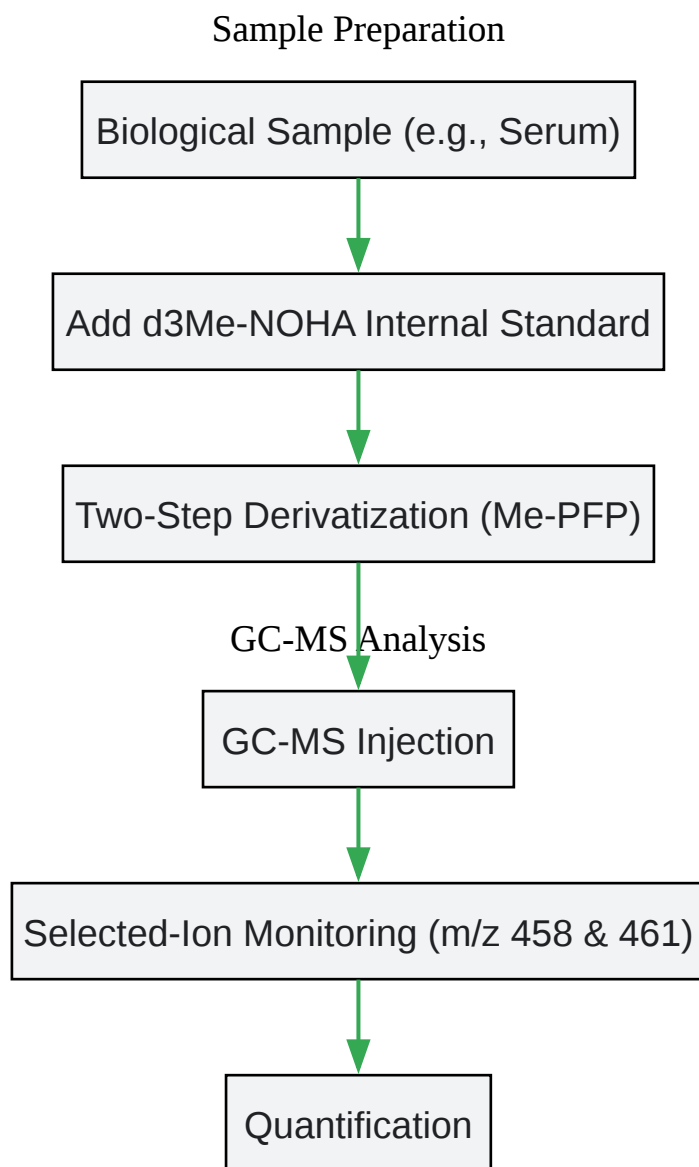 Sample Preparation
Biological Sample (e.g., Serum)
Add d3Me-NOHA Internal Standard
Two-Step Derivatization (Me-PFP)
GC-MS Analysis
GC-MS Injection
Selected-Ion Monitoring (m/z 458 & 461)
Quantification